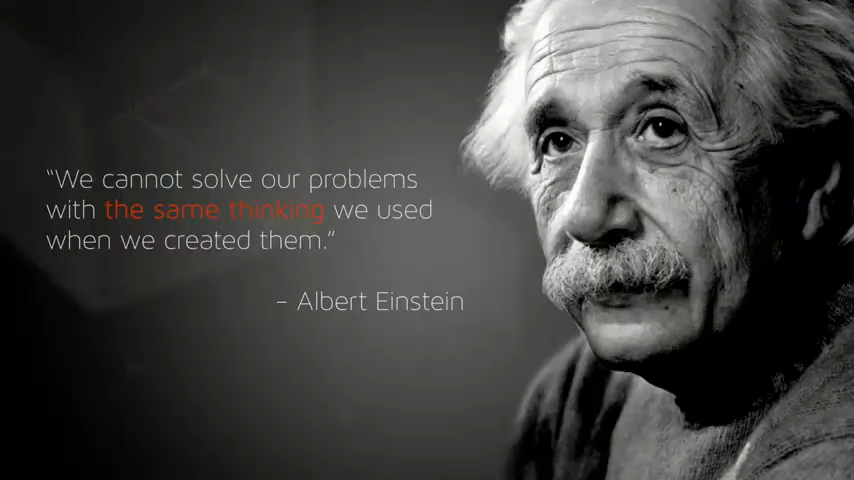 “We cannot solve our problems
with the same thinking we used
when we created them.”
– Albert Einstein